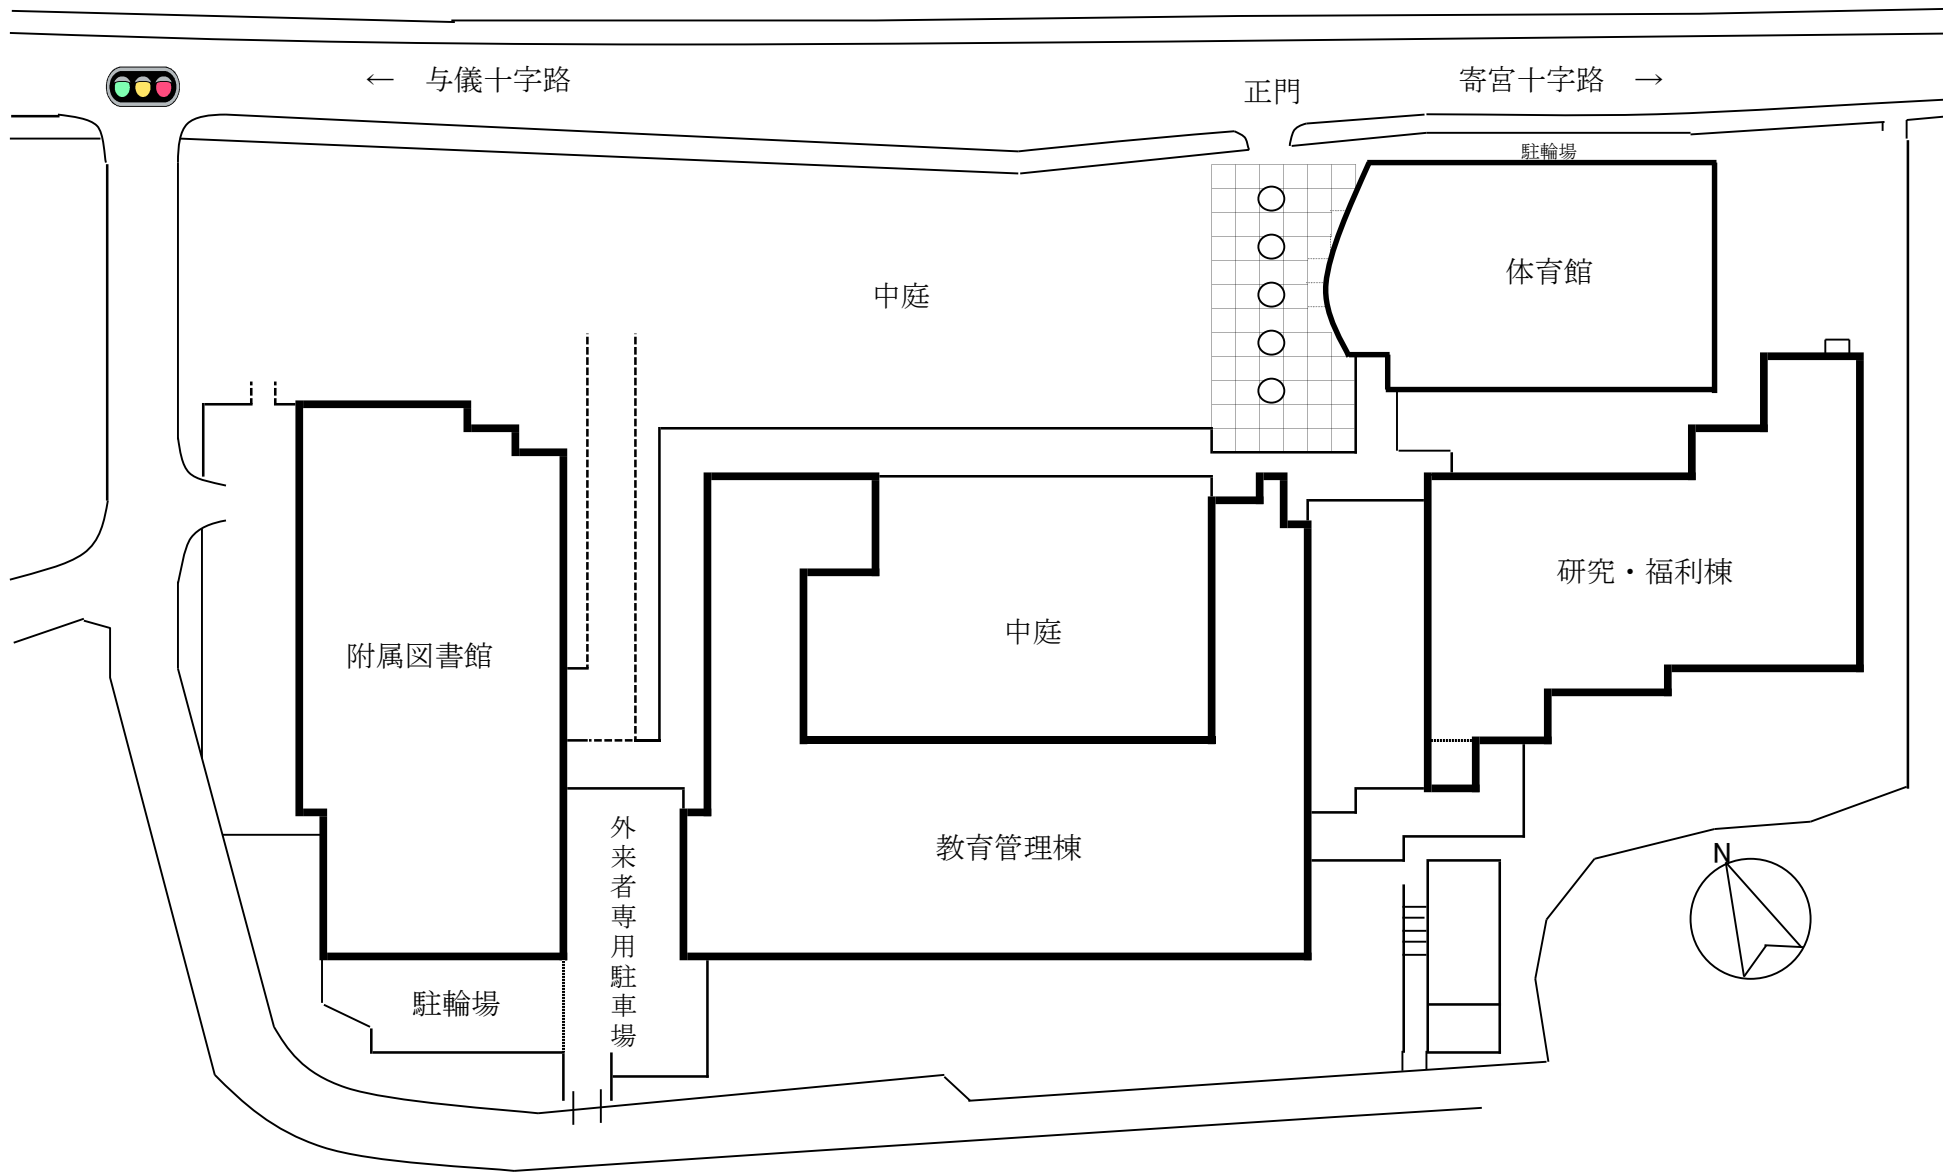 ← 与儀十字路
正門
寄宮十字路 →
駐輪場
体育館
中庭
研究・福利棟
中庭
附属図書館
外来者専用駐車場
教育管理棟
N
駐輪場